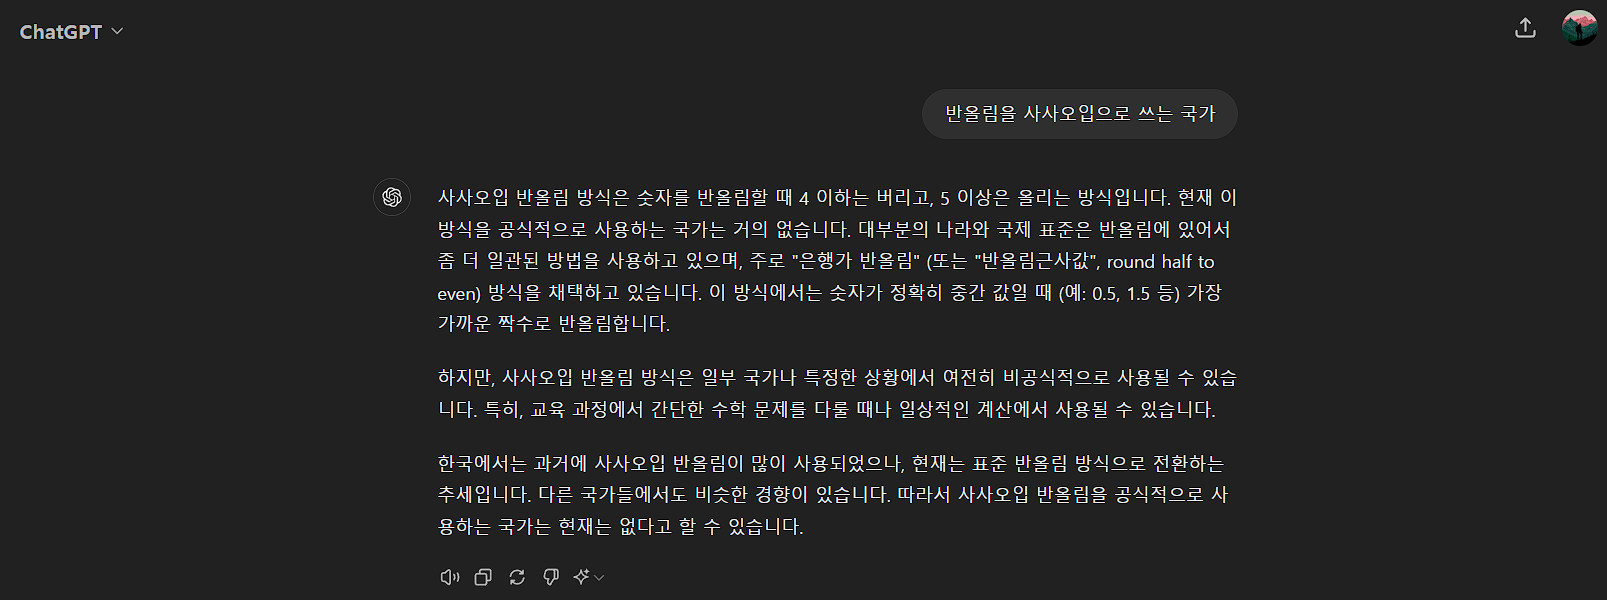 ChatGPT
반올림을 사사오입으로 쓰는 국가
사사오입 반올림 방식은 숫자를 반올림할 때 4 이하는 버리고, 5 이상은 올리는 방식입니다. 현재 이
방식을 공식적으로 사용하는 국가는 거의 없습니다. 대부분의 나라와 국제 표준은 반올림에 있어서
좀 더 일관된 방법을 사용하고 있으며, 주로 "은행가 반올림" (또는 "반올림근사값", round half to
even) 방식을 채택하고 있습니다. 이 방식에서는 숫자가 정확히 중간 값일 때 (예: 0.5, 1.5 등) 가장
가까운 짝수로 반올림합니다.
하지만, 사사오입 반올림 방식은 일부 국가나 특정한 상황에서 여전히 비공식적으로 사용될 수 있습
니다. 특히, 교육 과정에서 간단한 수학 문제를 다룰 때나 일상적인 계산에서 사용될 수 있습니다.
한국에서는 과거에 사사오입 반올림이 많이 사용되었으나, 현재는 표준 반올림 방식으로 전환하는
추세입니다. 다른 국가들에서도 비슷한 경향이 있습니다. 따라서 사사오입 반올림을 공식적으로 사
용하는 국가는 현재는 없다고 할 수 있습니다.